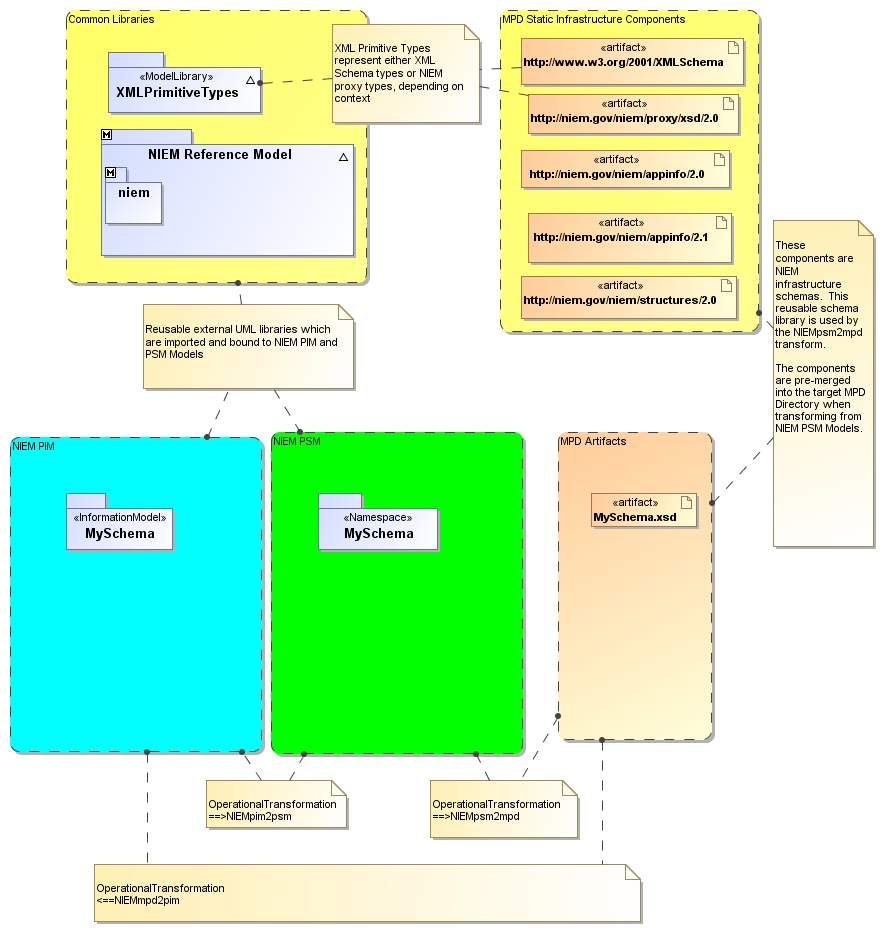 Common Libraries
«ModelLibrary»
XMLPrimitiveTypes
M
NIEM Reference Model
M
niem
XML Primitive Types
represent either XML
Schema types or NIEM
proxy types, depending on
context
MPD Static Infrastructure Components
«artifact»
http://www.w3.org/2001/XMLSchema
«artifact»
http://niem.gov/niem/proxy/xsd/2.0
«artifact»
http://niem.gov/niem/appinfo/2.0
«artifact»
http://niem.gov/niem/appinfo/2.1
«artifact»
http://niem.gov/niem/structures/2.0
These
components are
NIEM
infrastructure
schemas. This
reusable schema
library is used by
the NIEMpsm2mpd
transform.
The components
are pre-merged
into the target MPD
Directory when
transforming from
NIEM PSM Models.
Reusable external UML libraries which
are imported and bound to NIEM PIM and
PSM Models
NIEM PIM
«InformationModel»
MySchema
NIEM PSM
«Namespace»
MySchema
MPD Artifacts
«artifact»
MySchema.xsd
OperationalTransformation
==>NIEMpim2psm
OperationalTransformation
==>NIEMpsm2mpd
OperationalTransformation
<==NIEMmpd2pim